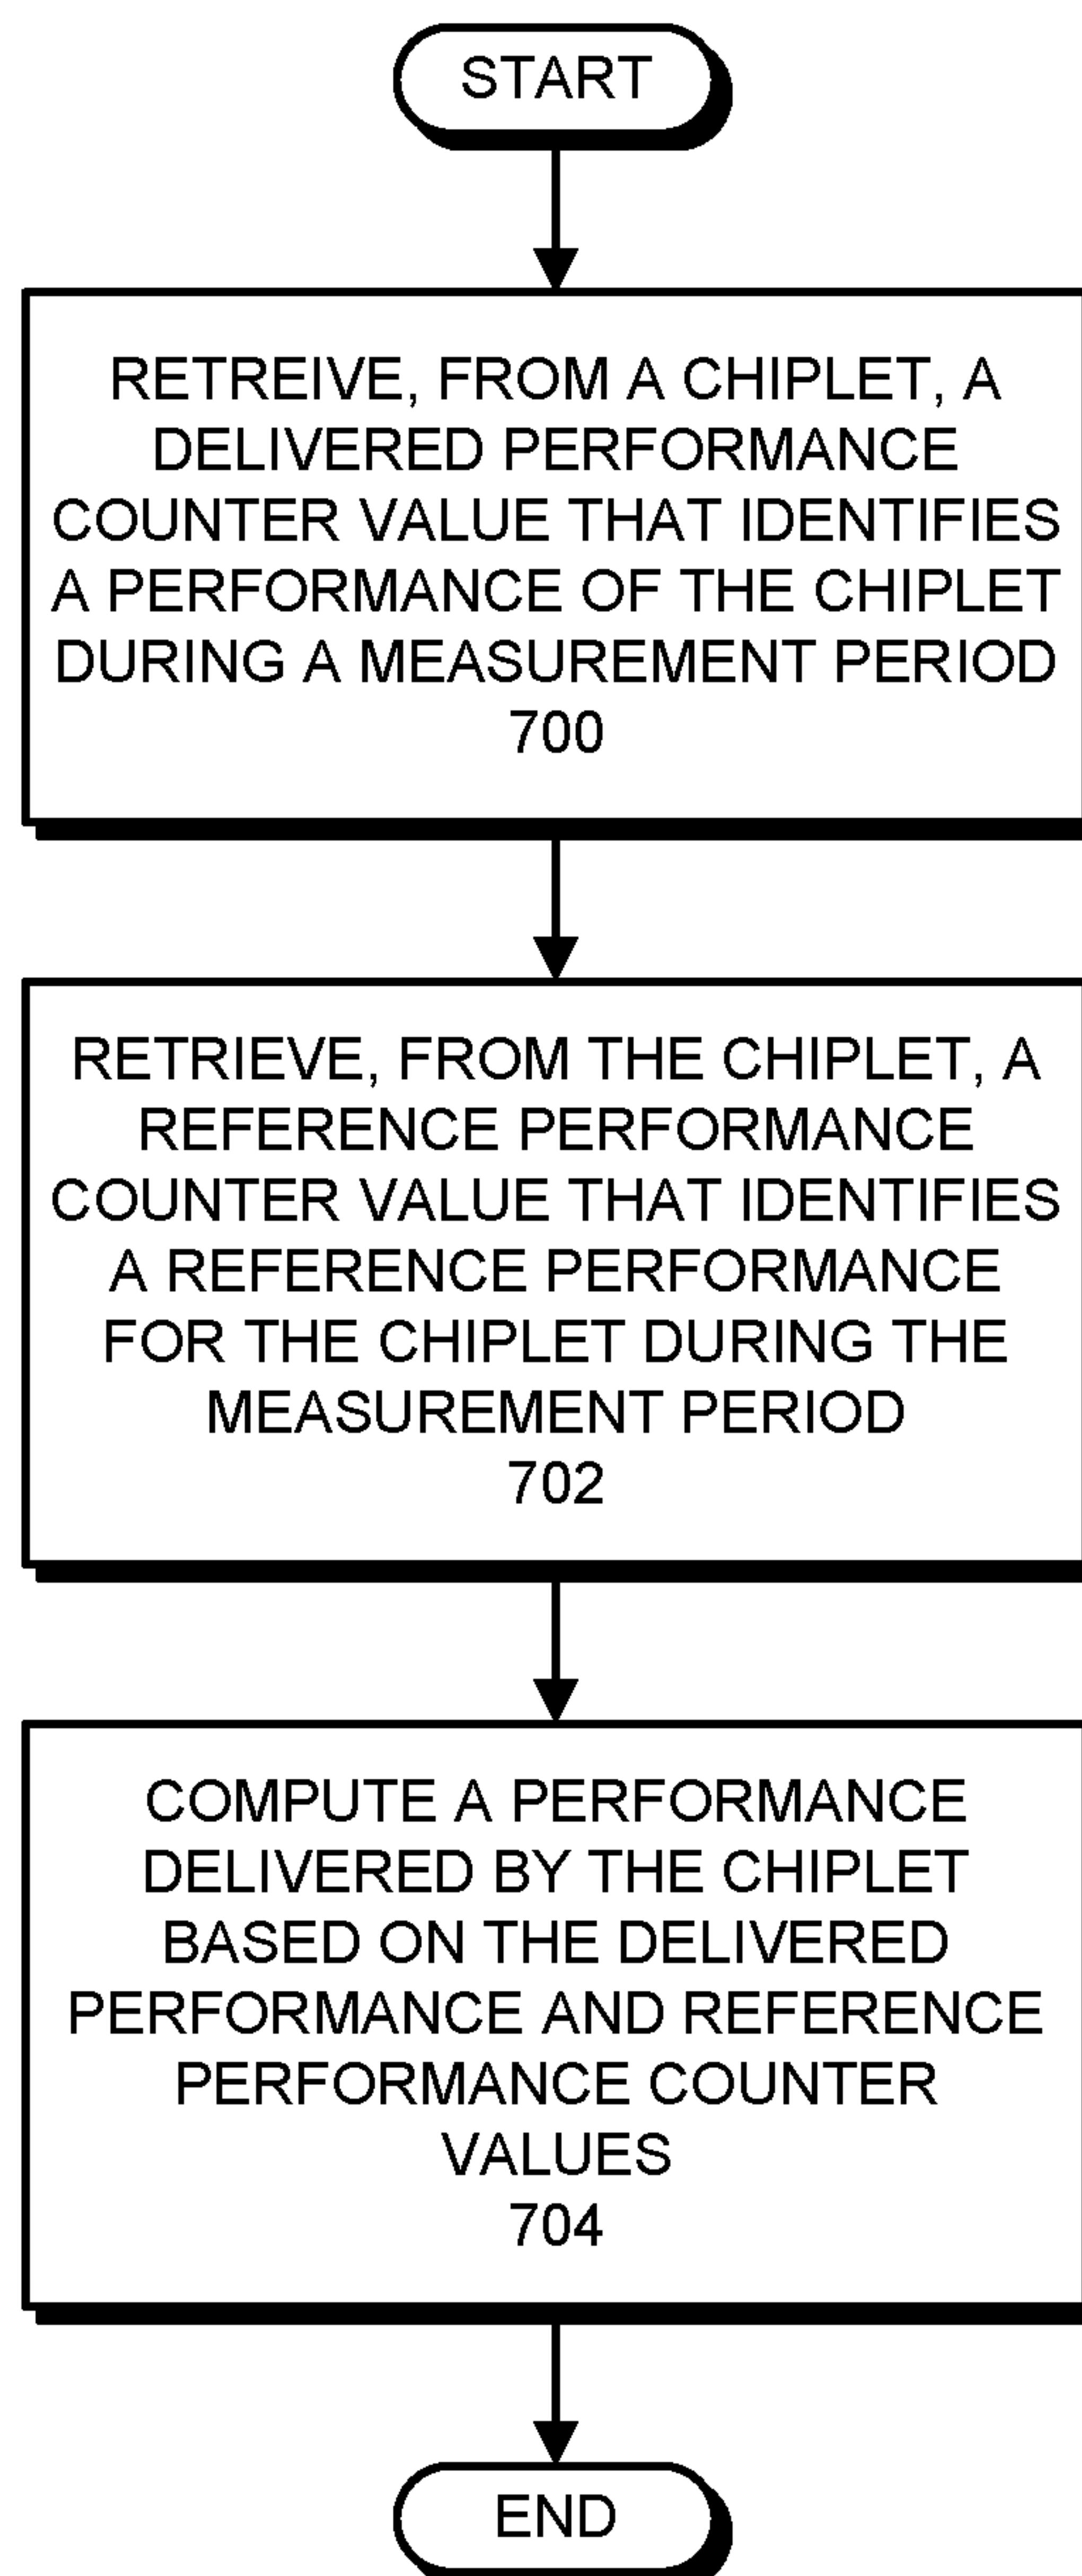 START
RETREIVE, FROM A CHIPLET, A
DELIVERED PERFORMANCE
COUNTER VALUE THAT IDENTIFIES
A PERFORMANCE OF THE CHIPLET
DURING A MEASUREMENT PERIOD
700
RETRIEVE, FROM THE CHIPLET, A
REFERENCE PERFORMANCE
COUNTER VALUE THAT IDENTIFIES
A REFERENCE PERFORMANCE
FOR THE CHIPLET DURING THE
MEASUREMENT PERIOD
702
COMPUTE A PERFORMANCE
DELIVERED BY THE CHIPLET
BASED ON THE DELIVERED
PERFORMANCE AND REFERENCE
PERFORMANCE COUNTER
VALUES
704
END